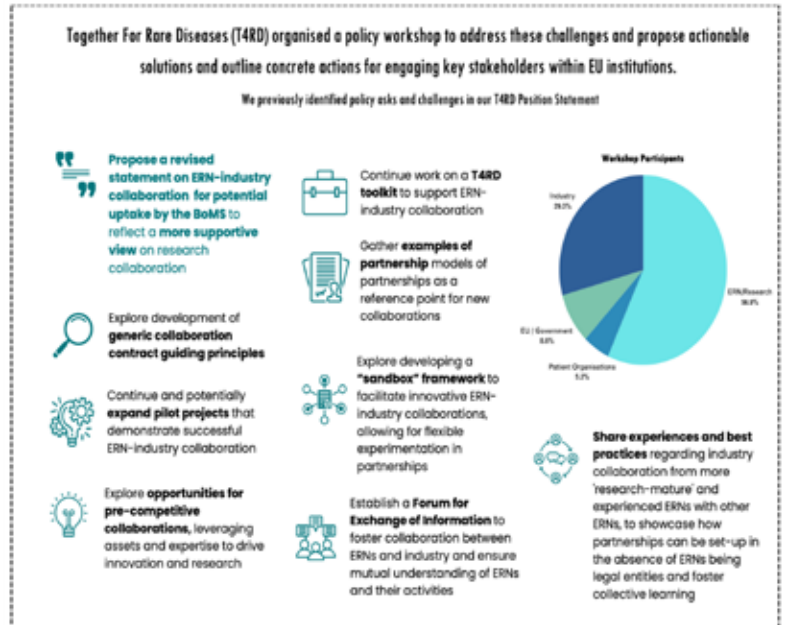 Together For Rare Diseases (T4RD) organised a policy workshop to address these challenges and propose actionable
solutions and outline concrete actions for engaging key stakeholders within EU institutions.
We previously identified policy asks and challenges in our T4RD Position Statement
Propose a revised
statement on ERN-industry
collaboration for potential
uptake by the BoMS to
reflect a more supportive
view on research
collaboration
Explore development of
generic collaboration
contract guiding principles
Continue and potentially
expand pilot projects that
demonstrate successful
ERN-industry collaboration
Explore opportunities for
pre-competitive
collaborations, leveraging
assets and expertise to drive
innovation and research
Continue work on a T4RD
toolkit to support ERN-
industry collaboration
Gather examples of
partnership models of
partnerships as a
reference point for new
collaborations
Explore developing a
"sandbox" framework to
facilitate innovative ERN-
industry collaborations,
allowing for flexible
experimentation in
partnerships
Establish a Forum for
Exchange of Information to
foster collaboration between
ERNs and industry and ensure
mutual understanding of ERNs
and their activities
Workshop Participants
Industry
ERN/Research
EU / Government
Patient Organisations
Share experiences and best
practices regarding industry
collaboration from more
'research-mature' and
experienced ERNs with other
ERNs, to showcase how
partnerships can be set-up in
the absence of ERNs being
legal entities and foster
collective learning